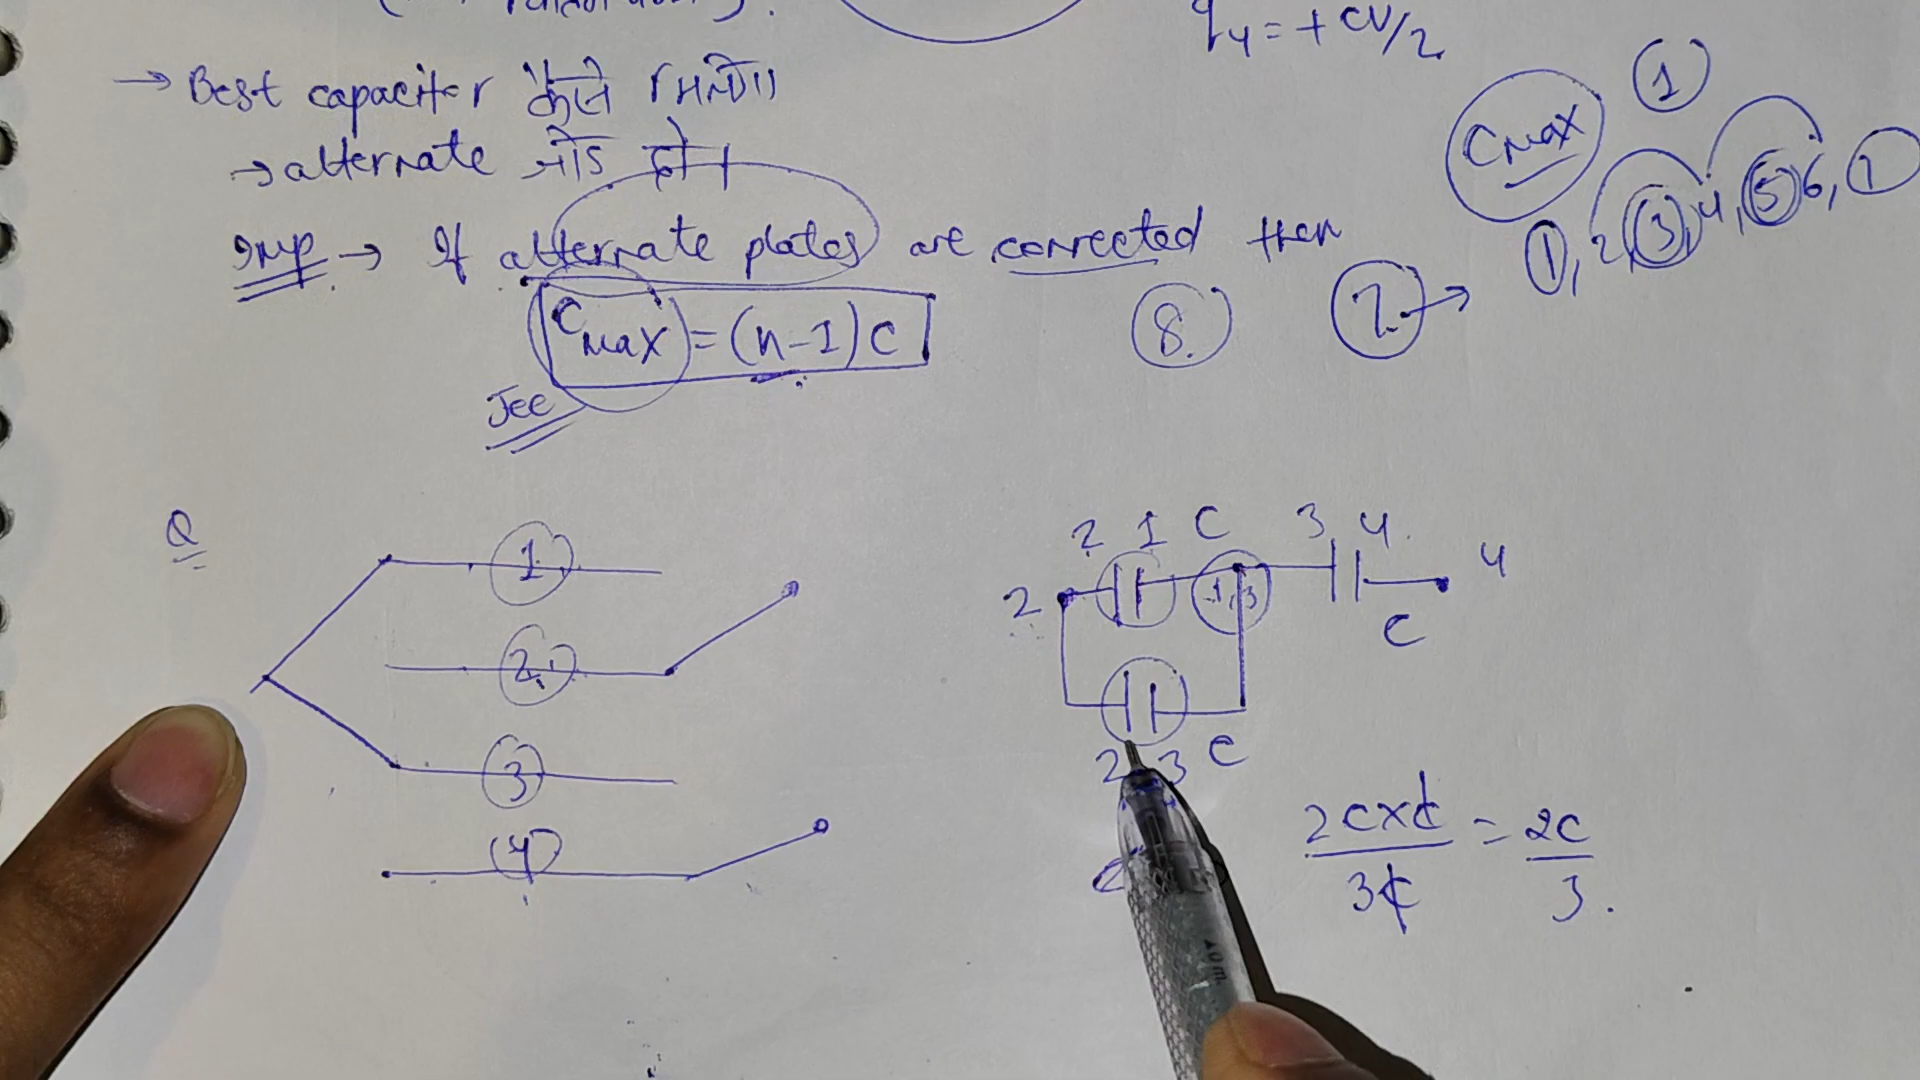 q4 = + CV/2
→ Best capacitor कैसे मिलेगा
→ alternate जोड़ दो।
Imp → If alternate plates are connected then
Cmax = (n-1) C
Jee
8.
7. →
Cmax
1
1, 2, 3, 4, 5, 6, 7
Q
1
2
3
(4)
2 1 C 3 4
2 1,3 4
C
2 3 C
2C×C/3C = 2C/3.